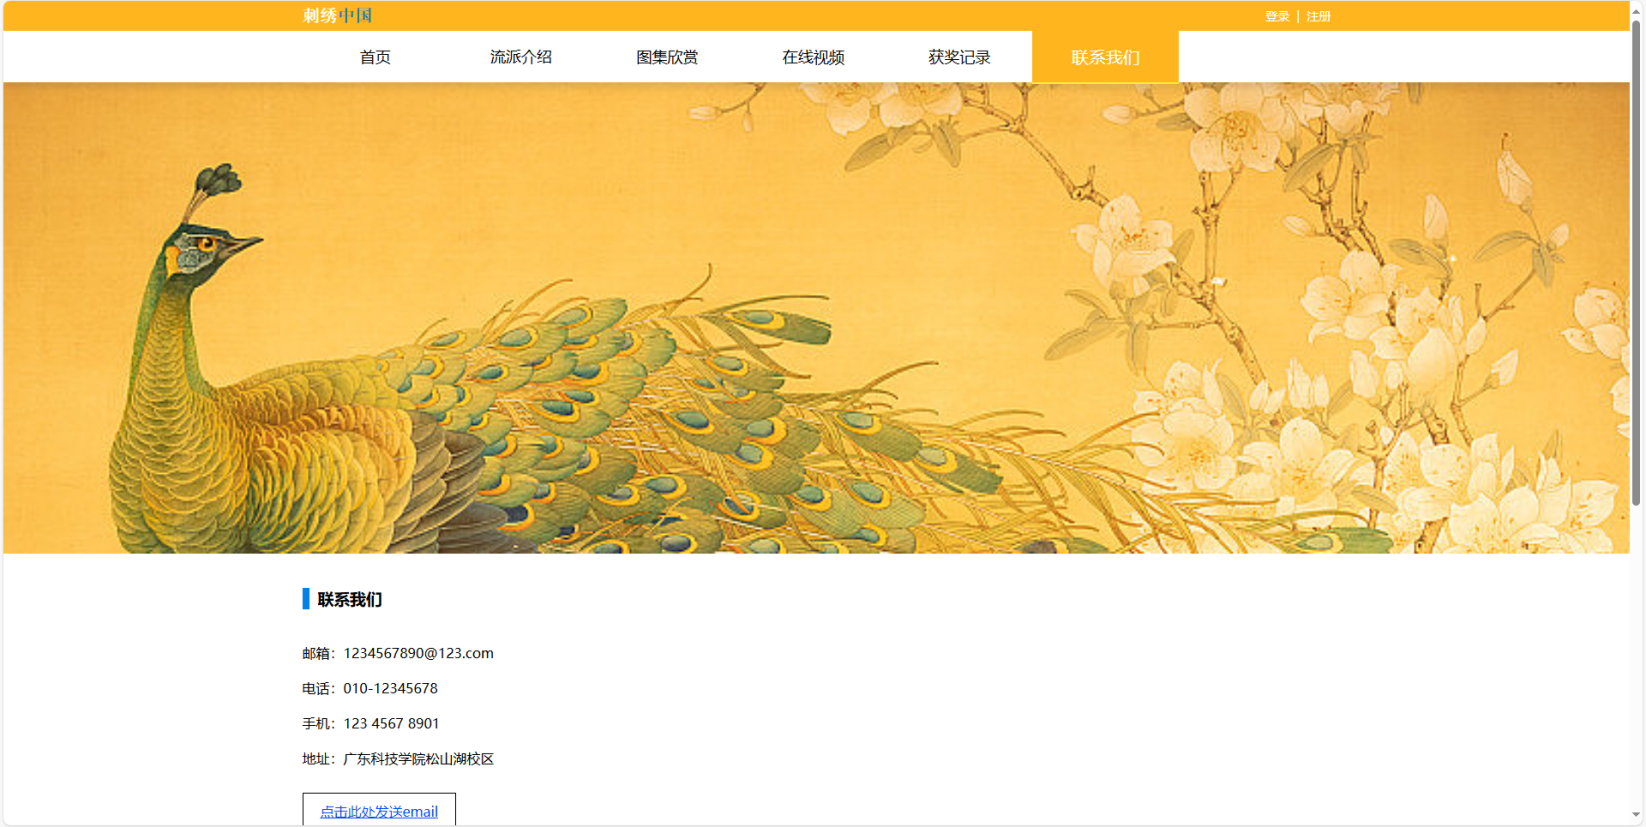 刺绣中国
登录 | 注册
首页 流派介绍 图集欣赏 在线视频 获奖记录 联系我们
联系我们
邮箱：1234567890@123.com
电话：010-12345678
手机：123 4567 8901
地址：广东科技学院松山湖校区
点击此处发送email